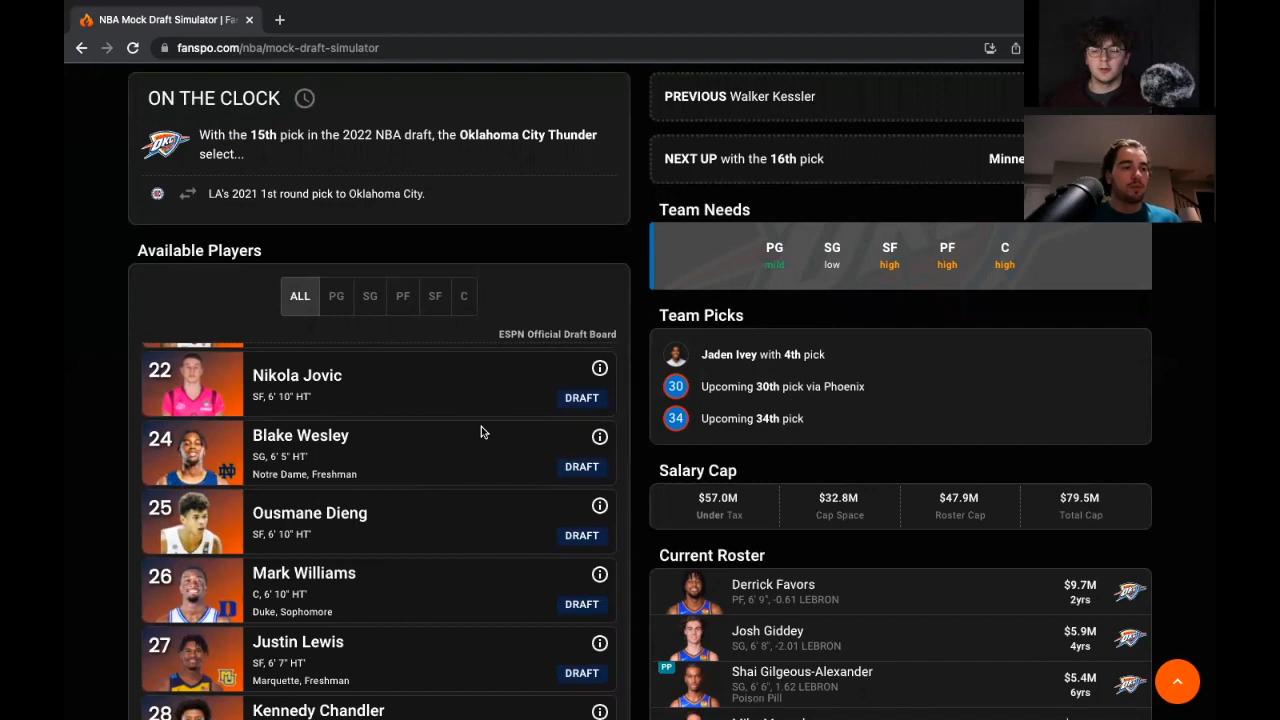 NBA Mock Draft Simulator | Fa
fanspo.com/nba/mock-draft-simulator
ON THE CLOCK
With the 15th pick in the 2022 NBA draft, the Oklahoma City Thunder
select...
LA's 2021 1st round pick to Oklahoma City.
PREVIOUS Walker Kessler
NEXT UP with the 16th pick Minne
Team Needs
PG SG SF PF C
mild low high high high
Available Players
ALL PG SG PF SF C
ESPN Official Draft Board
22 Nikola Jovic
SF, 6' 10" HT'
DRAFT
24 Blake Wesley
SG, 6' 5" HT'
Notre Dame, Freshman
DRAFT
25 Ousmane Dieng
SF, 6' 10" HT'
DRAFT
26 Mark Williams
C, 6' 10" HT'
Duke, Sophomore
DRAFT
27 Justin Lewis
SF, 6' 7" HT'
Marquette, Freshman
DRAFT
28 Kennedy Chandler
Team Picks
Jaden Ivey with 4th pick
30 Upcoming 30th pick via Phoenix
34 Upcoming 34th pick
Salary Cap
$57.0M $32.8M $47.9M $79.5M
Under Tax Cap Space Roster Cap Total Cap
Current Roster
Derrick Favors $9.7M
PF, 6' 9", -0.61 LEBRON 2yrs
Josh Giddey $5.9M
SG, 6' 8", -2.01 LEBRON 4yrs
PP Shai Gilgeous-Alexander $5.4M
SG, 6' 6", 1.62 LEBRON 6yrs
Poison Pill